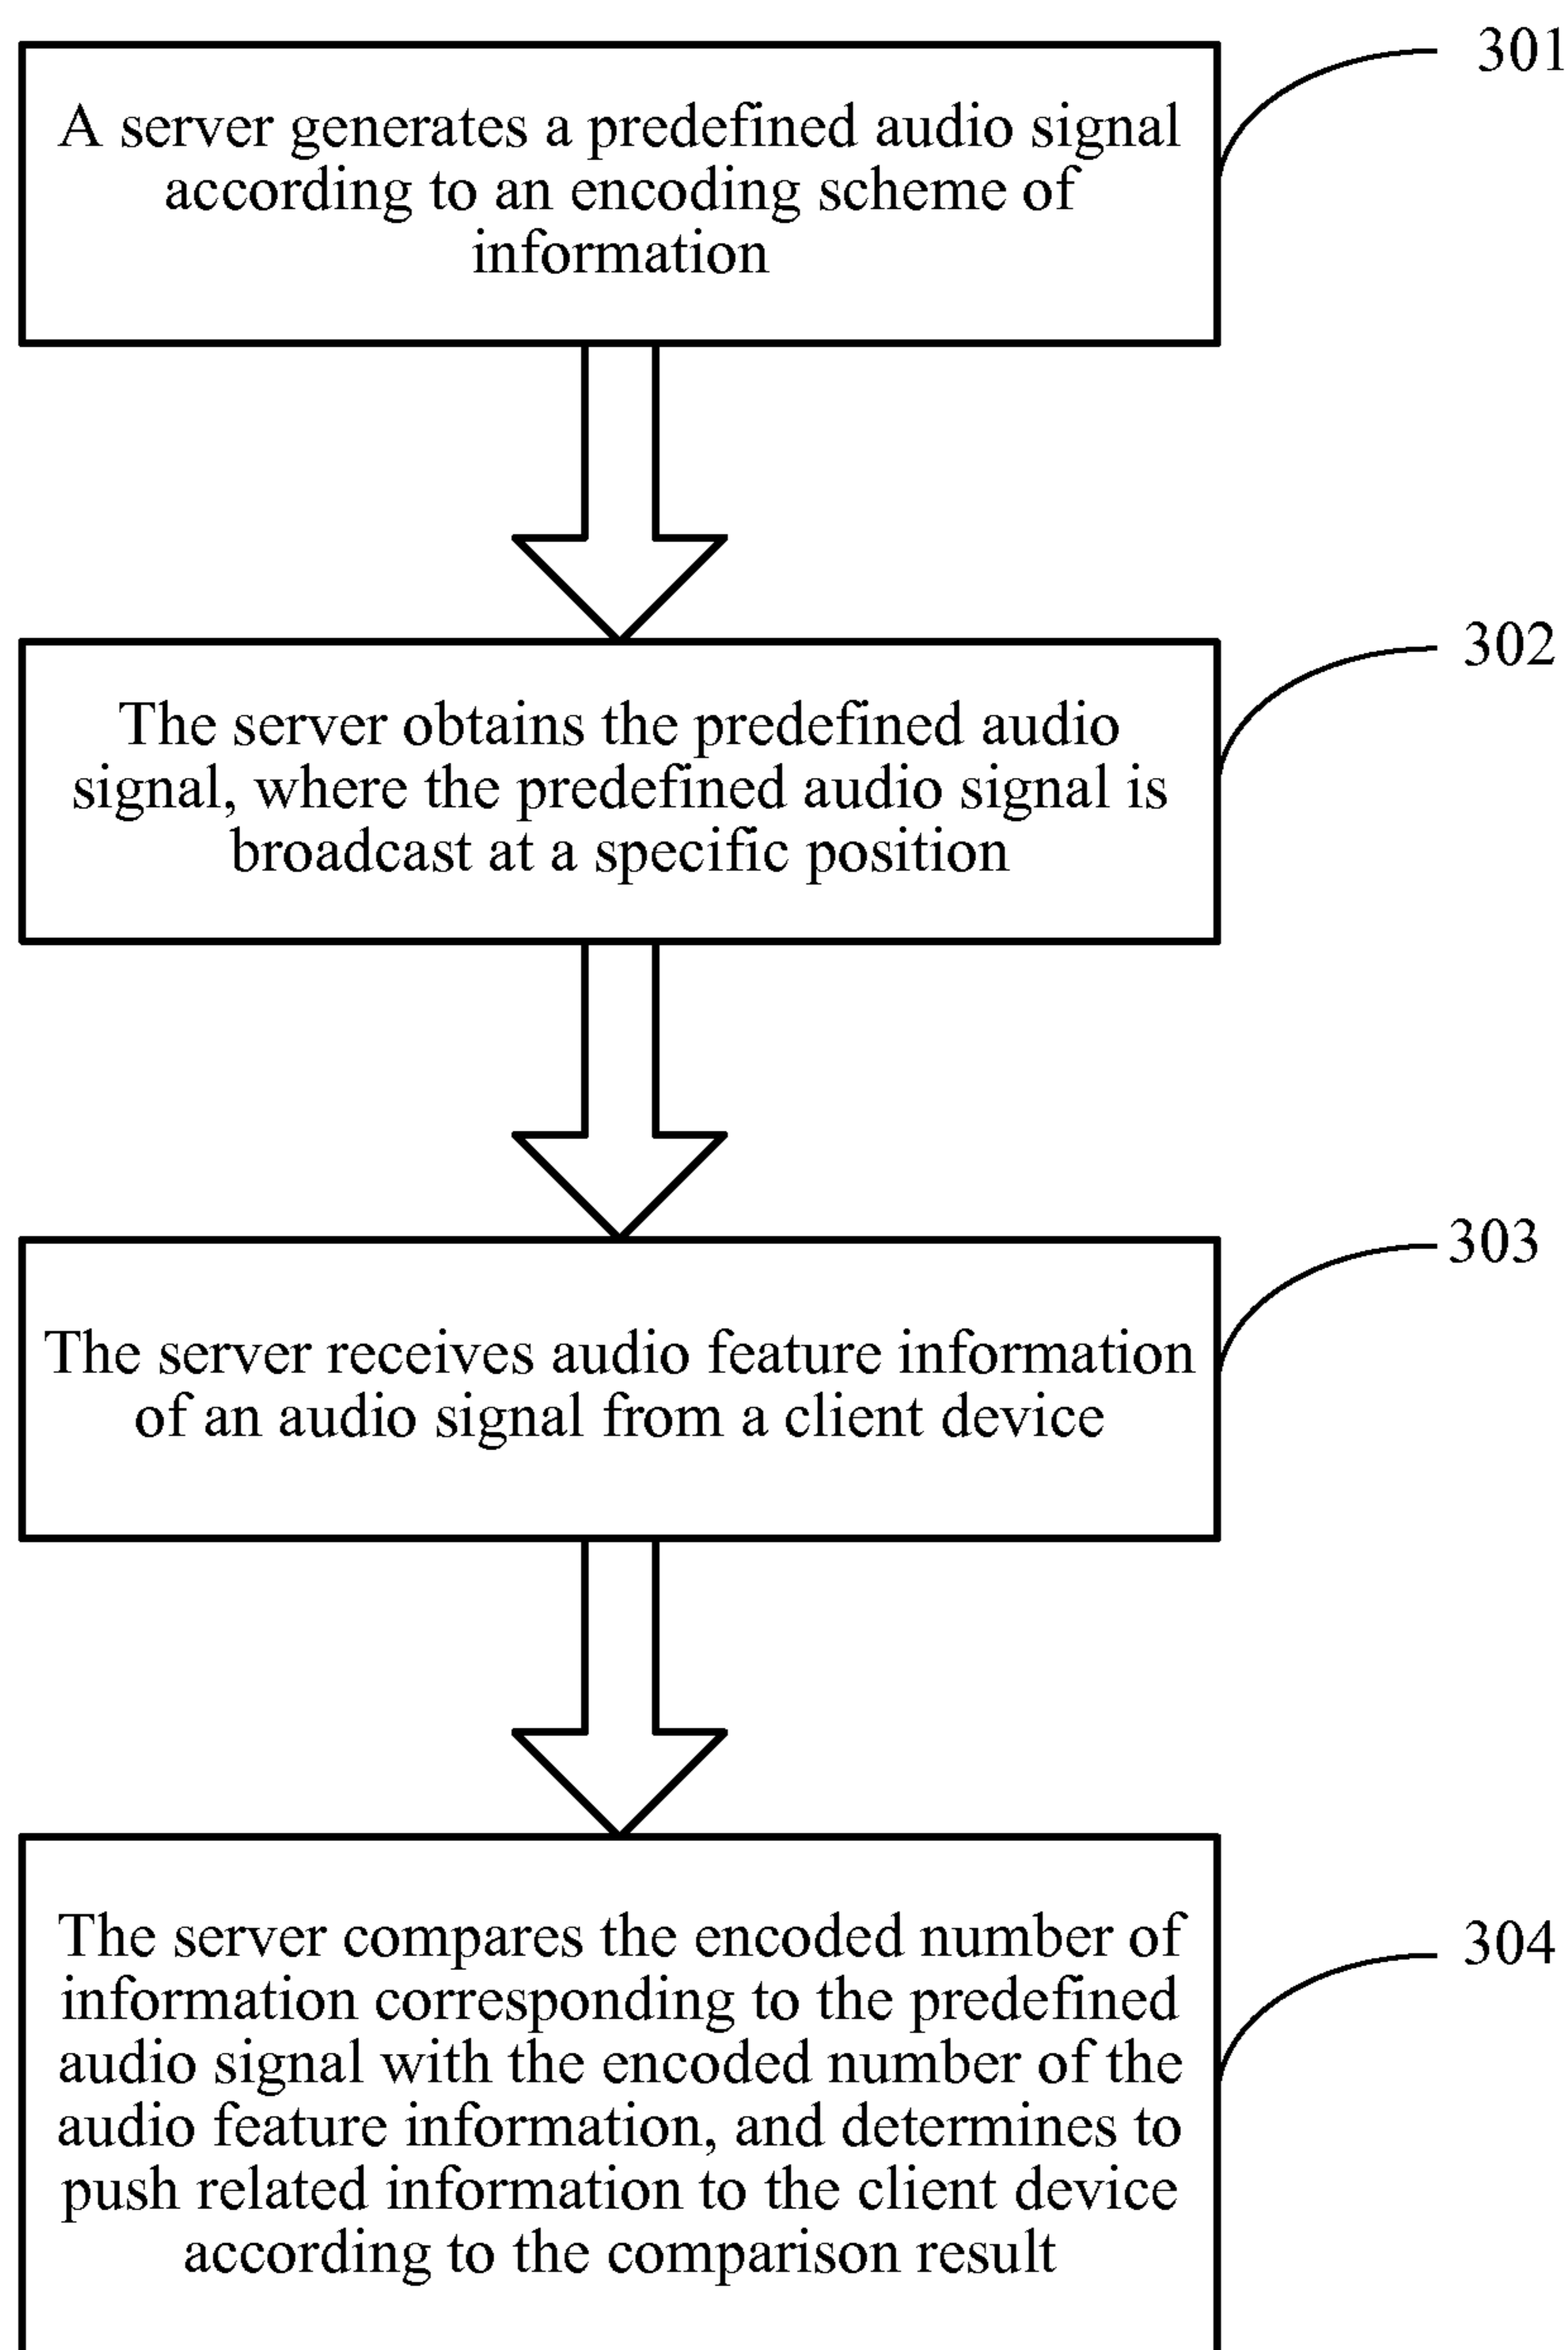 301
A server generates a predefined audio signal
according to an encoding scheme of
information
302
The server obtains the predefined audio
signal, where the predefined audio signal is
broadcast at a specific position
303
The server receives audio feature information
of an audio signal from a client device
304
The server compares the encoded number of
information corresponding to the predefined
audio signal with the encoded number of the
audio feature information, and determines to
push related information to the client device
according to the comparison result